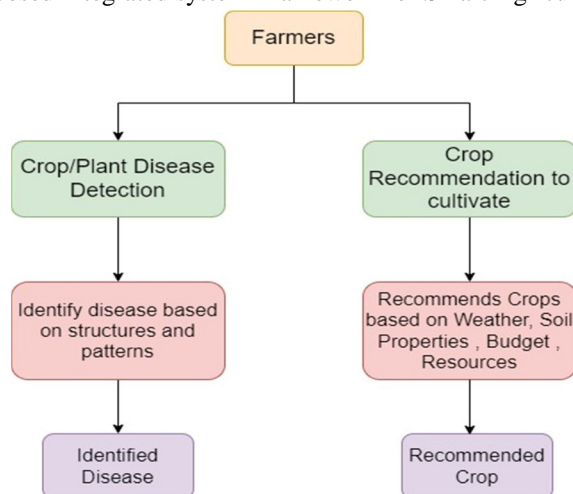 Farmers
Crop/Plant Disease
Detection
Crop
Recommendation to
cultivate
Identify disease based
on structures and
patterns
Recommends Crops
based on Weather, Soil
Properties , Budget ,
Resources
Identified
Disease
Recommended
Crop